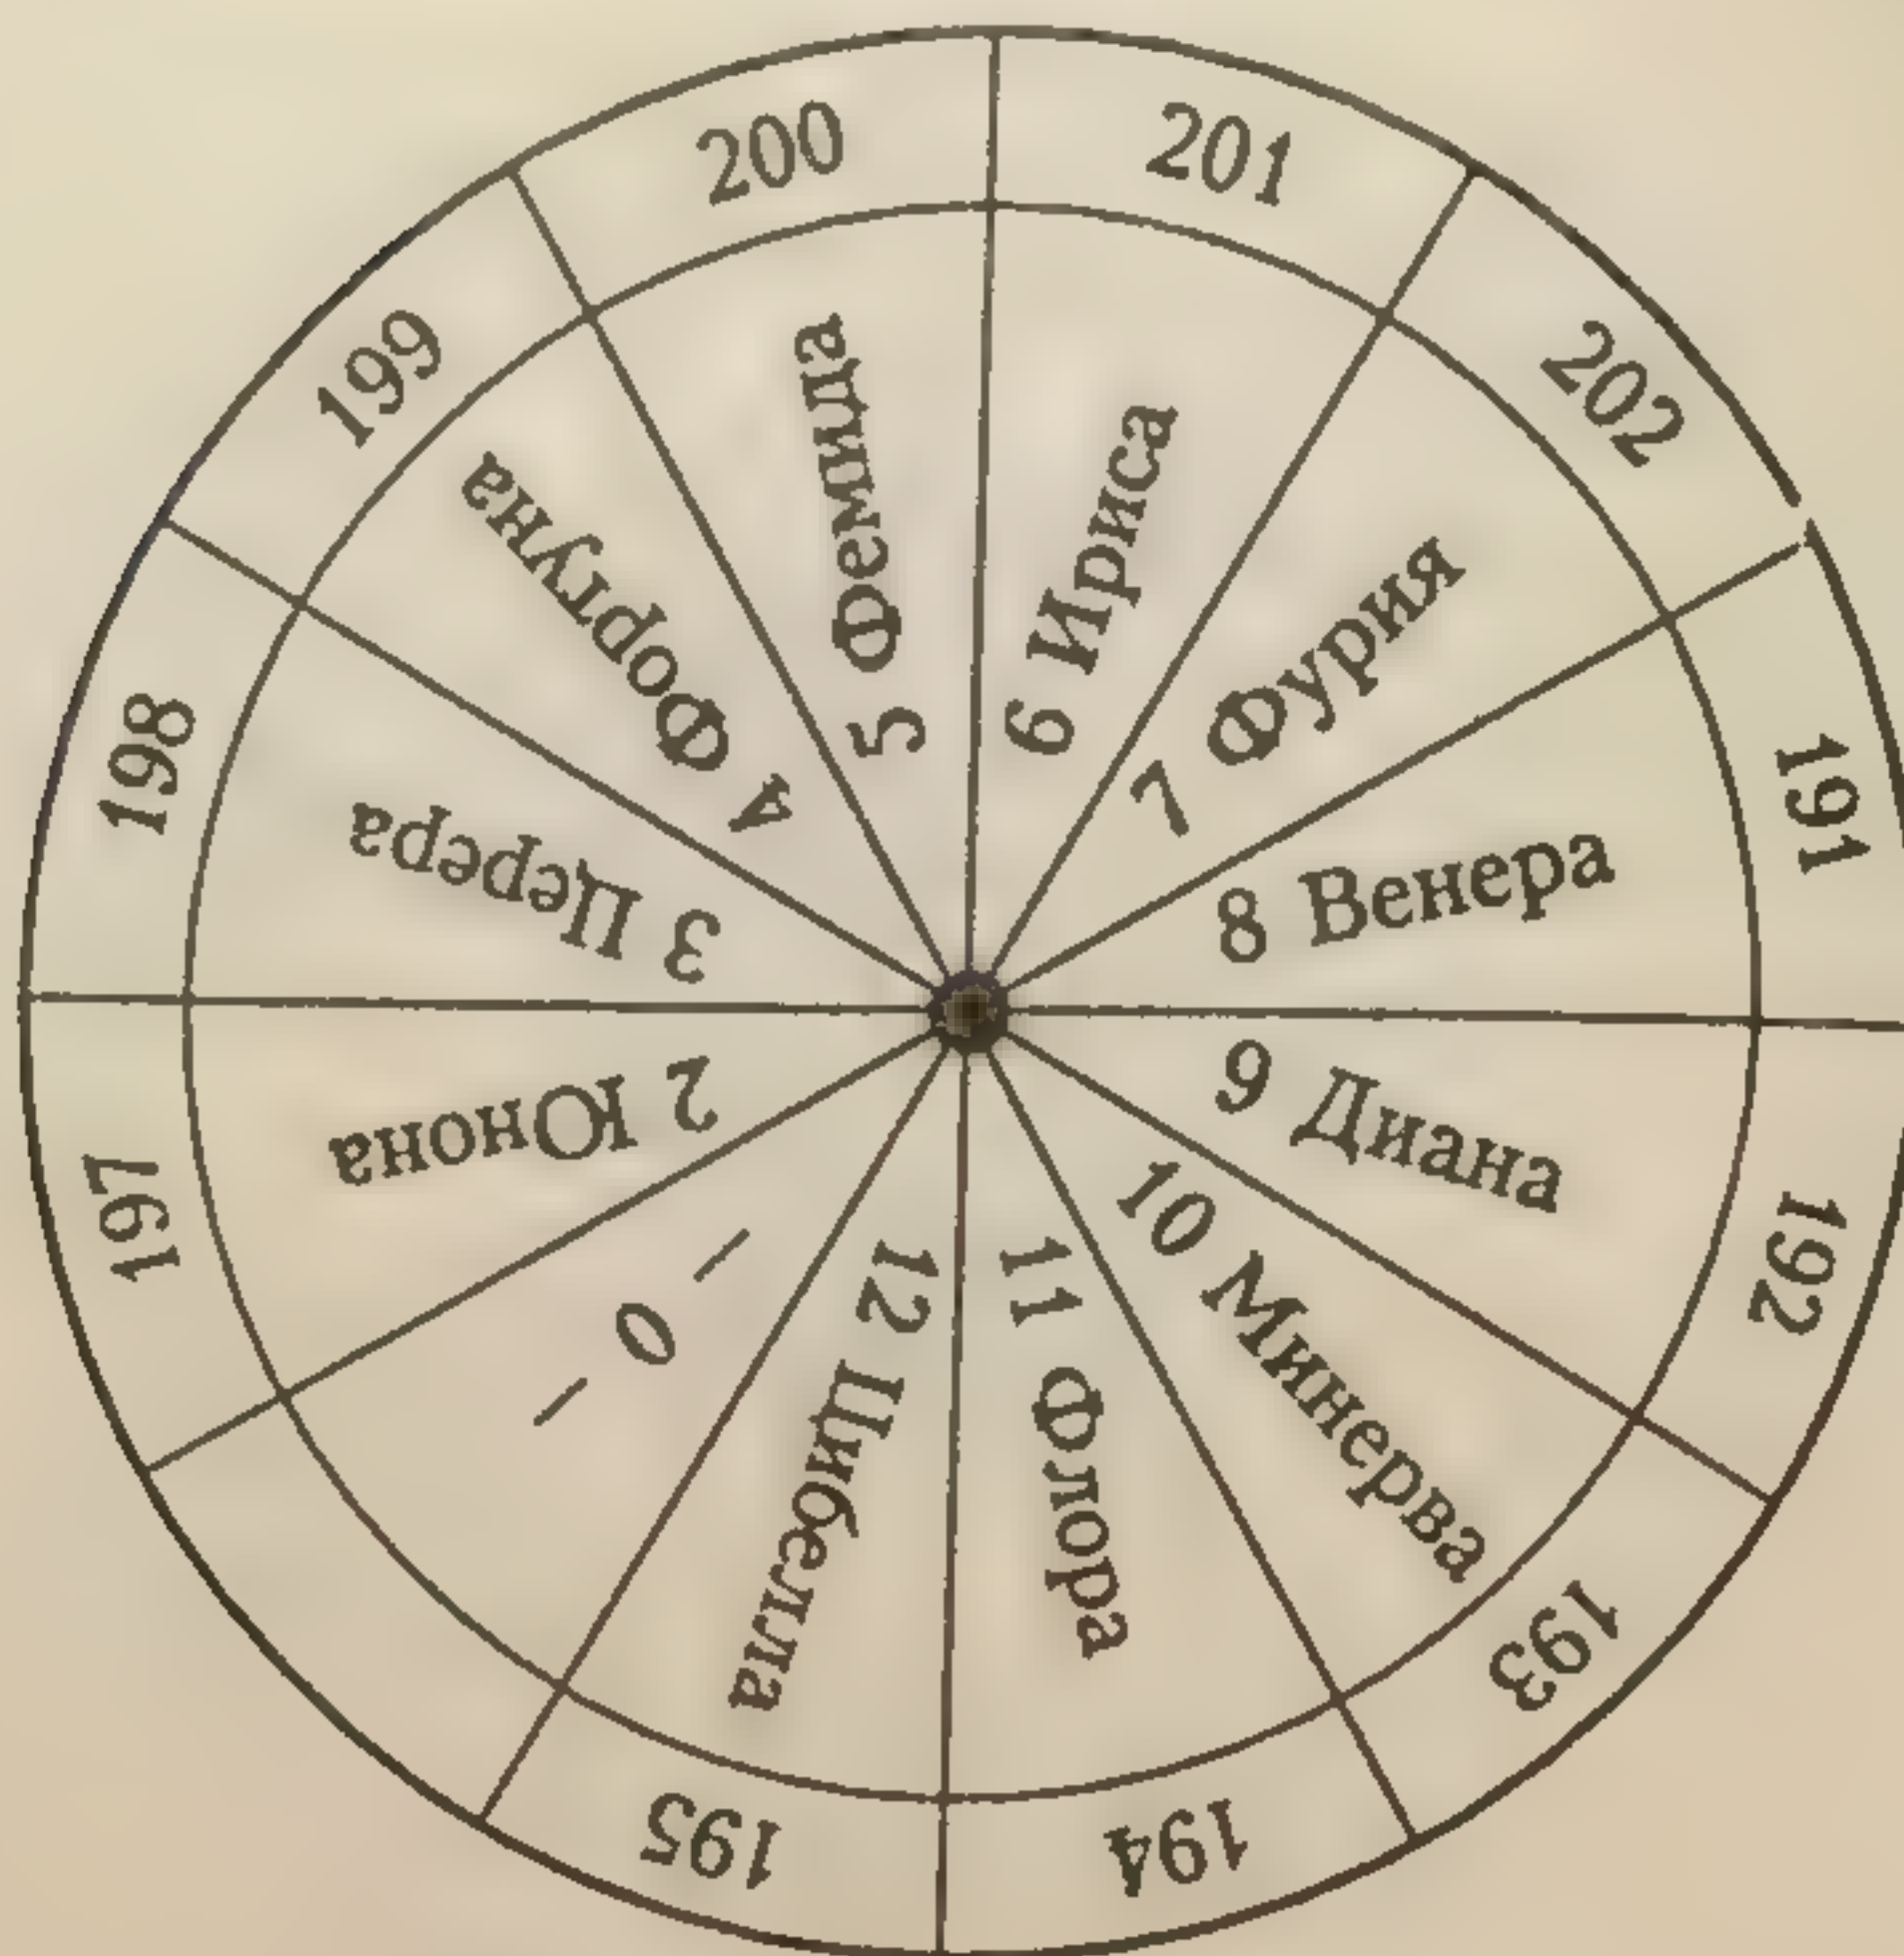 200
201
202
191
192
193
194
195
197
198
199
2 Юнона
3 Церера
4 Фортуна
5 Фемида
6 Ириса
7 Фурия
8 Венера
9 Диана
10 Минерва
11 Флора
12 Цибелла
– 0 –